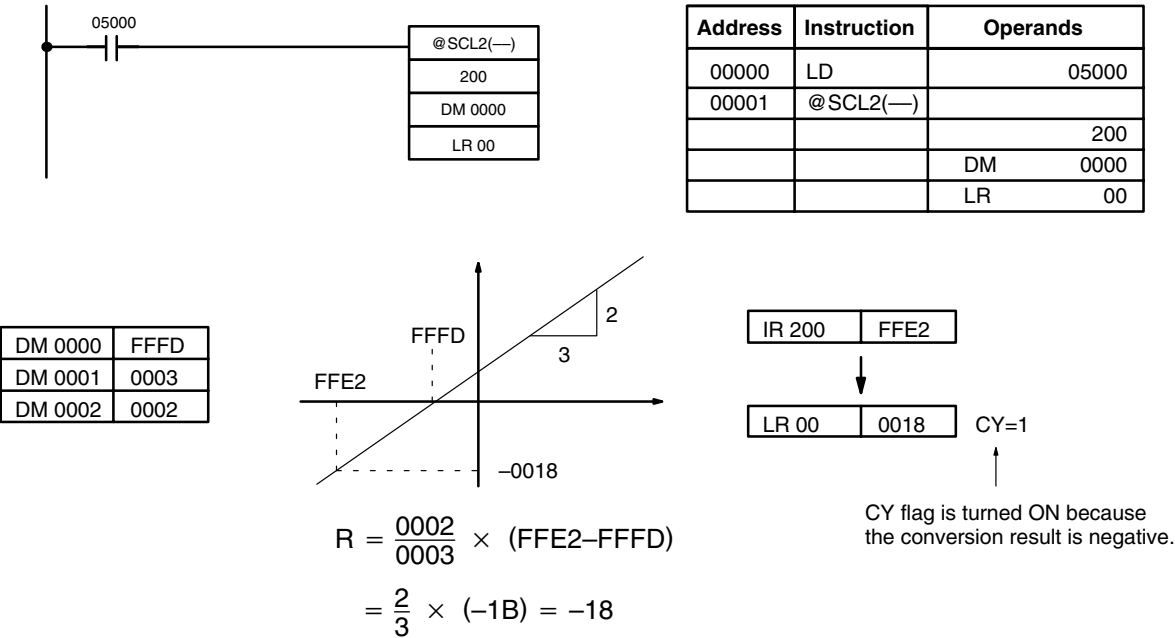 05000
@SCL2(—)
200
DM 0000
LR 00
Address Instruction Operands
00000 LD 05000
00001 @SCL2(—)
200
DM 0000
LR 00
DM 0000 FFFD
DM 0001 0003
DM 0002 0002
FFFD
FFE2
2
3
–0018
R = 0002/0003 × (FFE2–FFFD)
= 2/3 × (–1B) = –18
IR 200 FFE2
LR 00 0018 CY=1
CY flag is turned ON because
the conversion result is negative.